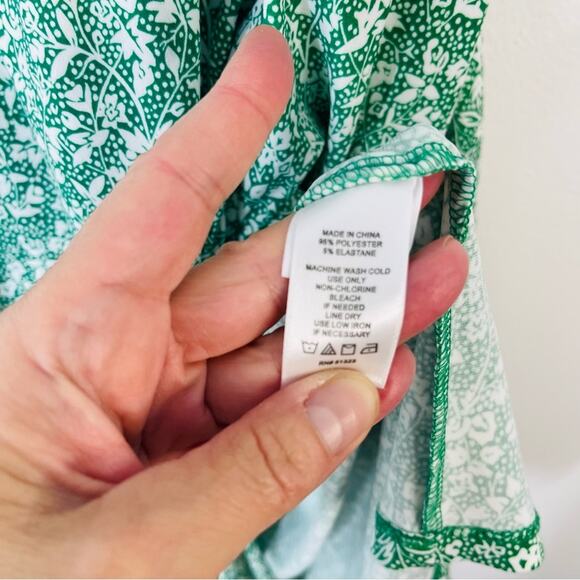 MADE IN CHINA
95% POLYESTER
5% ELASTANE
MACHINE WASH COLD
USE ONLY
NON-CHLORINE
BLEACH
IF NEEDED
LINE DRY
USE LOW IRON
IF NECESSARY
RN#